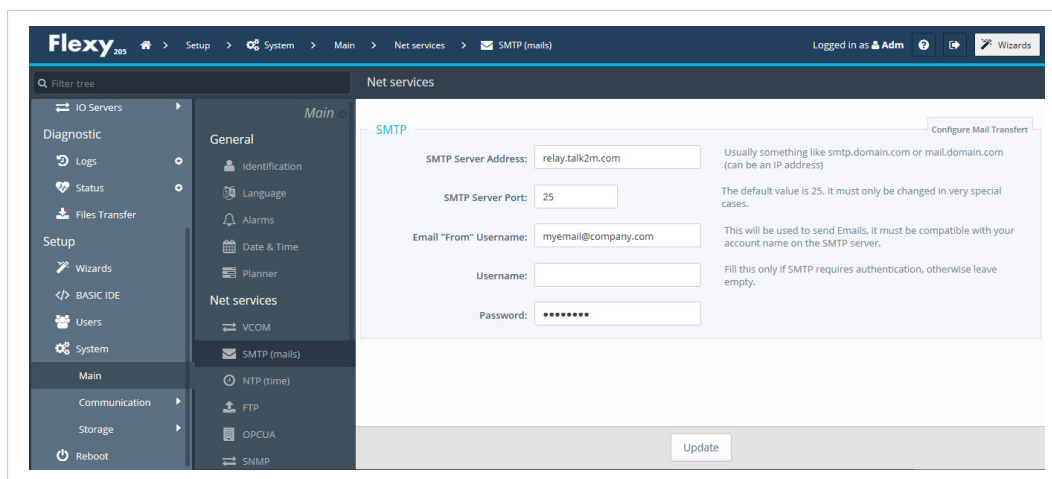 Flexy 205 > Setup > System > Main > Net services > SMTP (mails) Logged in as Adm Wizards
Filter tree
IO Servers
Diagnostic
Logs
Status
Files Transfer
Setup
Wizards
</> BASIC IDE
Users
System
Main
Communication
Storage
Reboot
Main
General
Identification
Language
Alarms
Date & Time
Planner
Net services
VCOM
SMTP (mails)
NTP (time)
FTP
OPCUA
SNMP
Net services
SMTP
Configure Mail Transfert
SMTP Server Address: relay.talk2m.com
Usually something like smtp.domain.com or mail.domain.com
(can be an IP address)
SMTP Server Port: 25
The default value is 25. It must only be changed in very special
cases.
Email "From" Username: myemail@company.com
This will be used to send Emails, it must be compatible with your
account name on the SMTP server.
Username:
Fill this only if SMTP requires authentication, otherwise leave
empty.
Password: ••••••••
Update